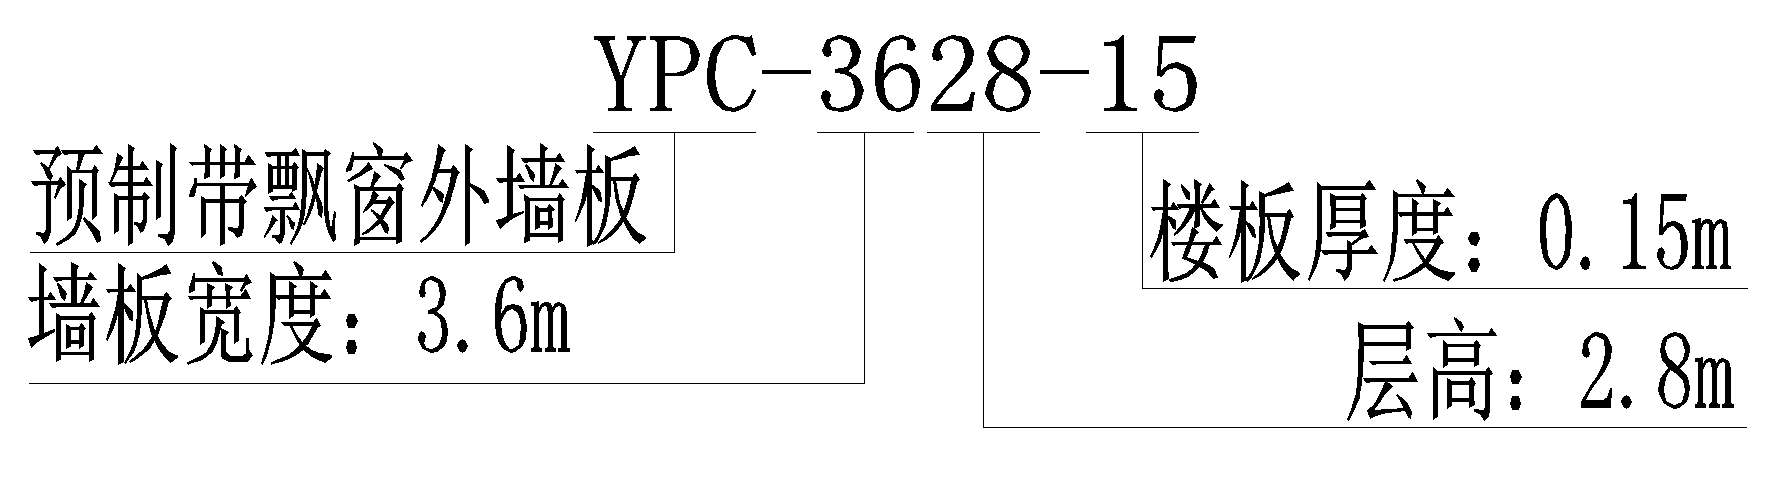 YPC-3628-15
预制带飘窗外墙板
墙板宽度：3.6m
楼板厚度：0.15m
层高：2.8m